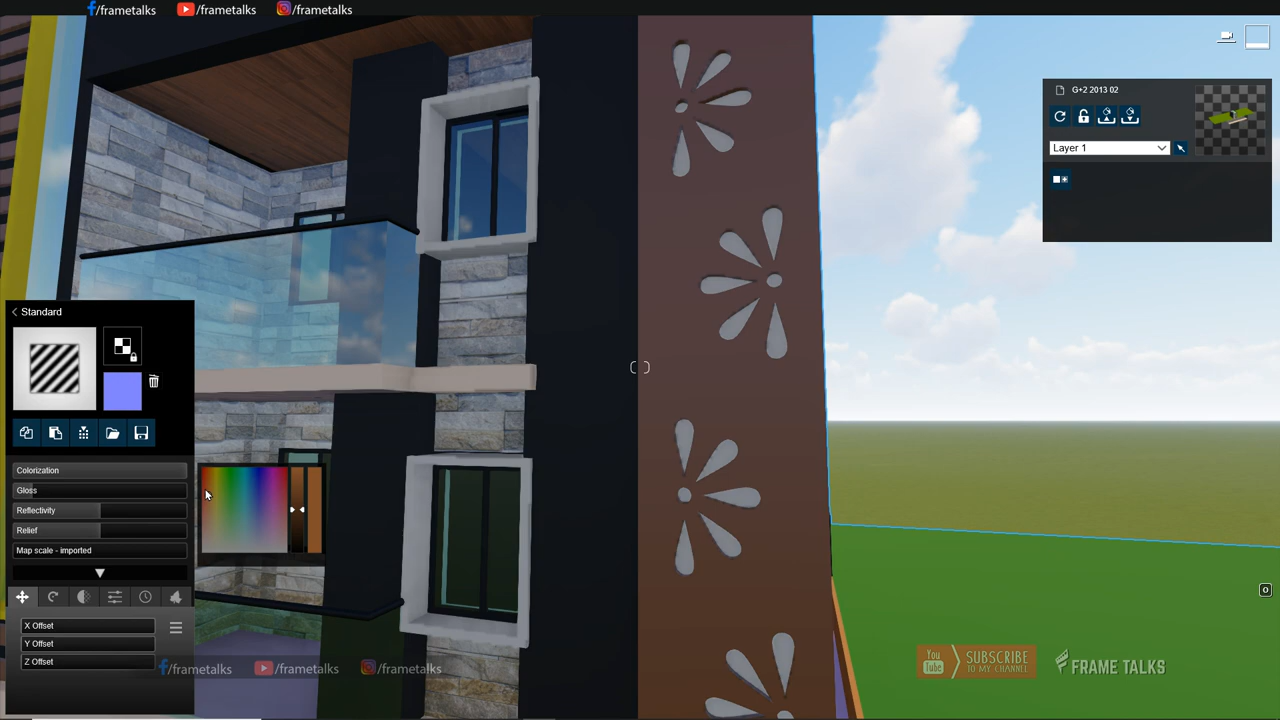 /frametalks /frametalks /frametalks
G+2 2013 02
Layer 1
Standard
Colorization
Gloss
Reflectivity
Relief
Map scale - imported
X Offset
Y Offset
Z Offset
/frametalks /frametalks /frametalks
You Tube SUBSCRIBE TO MY CHANNEL
FRAME TALKS
O